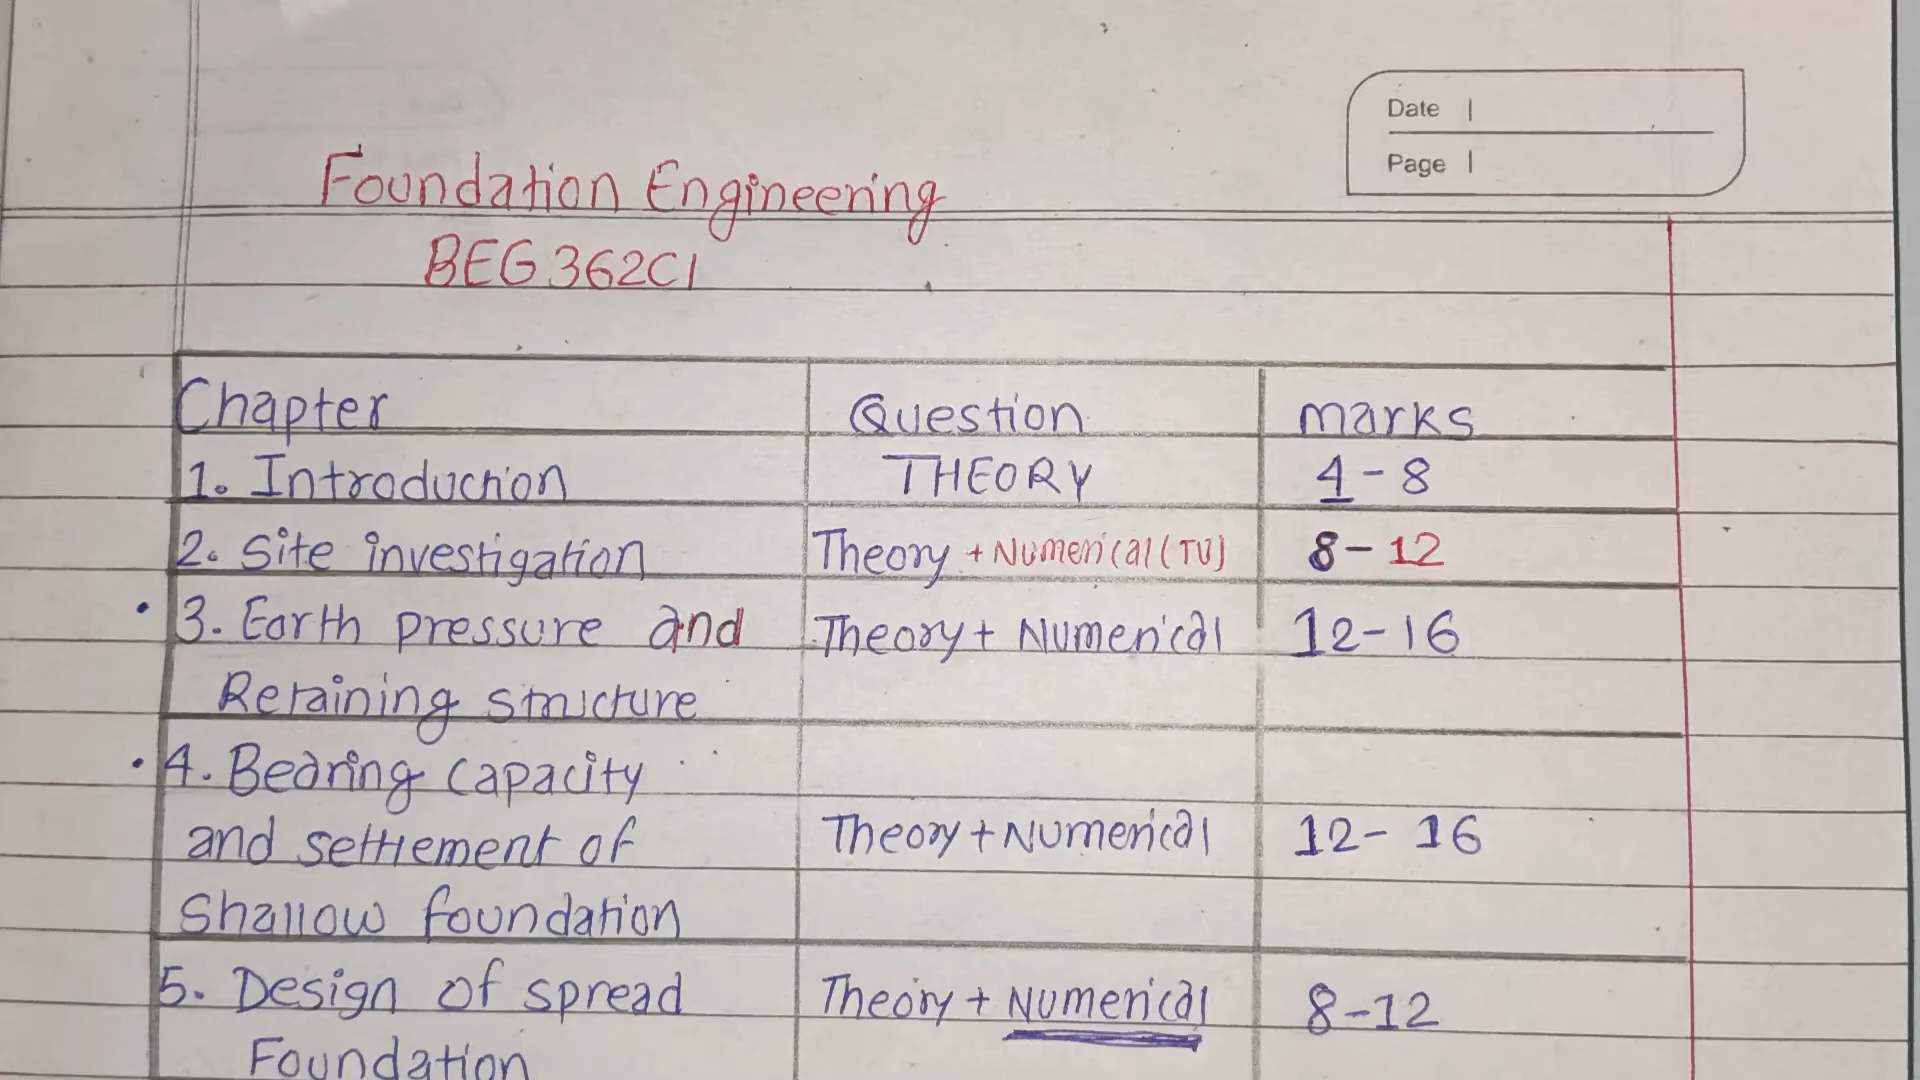 Date
Page
Foundation Engineering
BEG362CI
Chapter Question marks
1. Introduction THEORY 4-8
2. Site investigation Theory + Numerical (TU) 8-12
• 3. Earth pressure and Theory + Numerical 12-16
Retaining structure
• 4. Bearing capacity
and settlement of Theory + Numerical 12-16
shallow foundation
5. Design of spread Theory + Numerical 8-12
Foundation